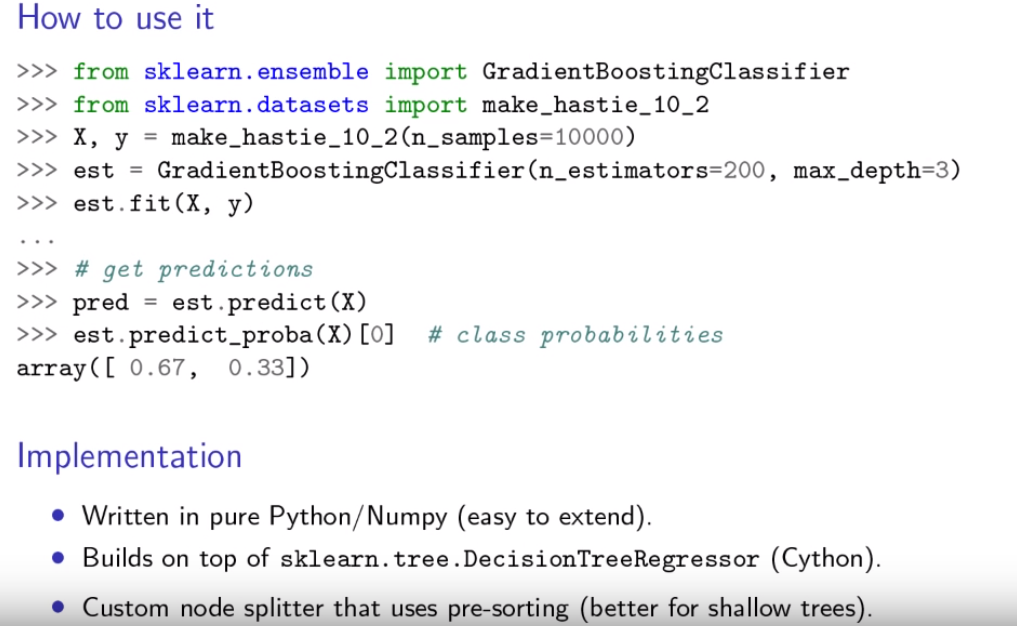 How to use it
>>> from sklearn.ensemble import GradientBoostingClassifier
>>> from sklearn.datasets import make_hastie_10_2
>>> X, y = make_hastie_10_2(n_samples=10000)
>>> est = GradientBoostingClassifier(n_estimators=200, max_depth=3)
>>> est.fit(X, y)
...
>>> # get predictions
>>> pred = est.predict(X)
>>> est.predict_proba(X)[0]  # class probabilities
array([ 0.67,  0.33])
Implementation
• Written in pure Python/Numpy (easy to extend).
• Builds on top of sklearn.tree.DecisionTreeRegressor (Cython).
• Custom node splitter that uses pre-sorting (better for shallow trees).